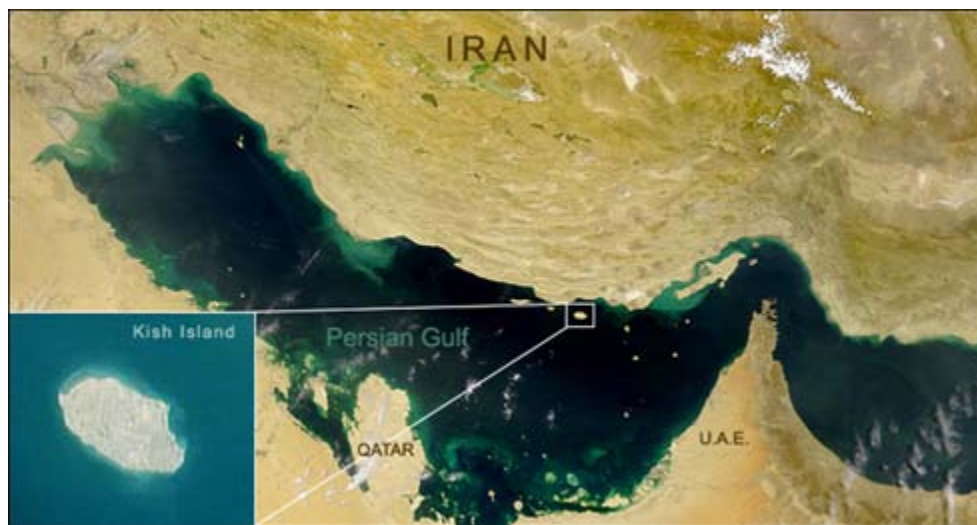 IRAN
Kish Island
Persian Gulf
QATAR
U.A.E.